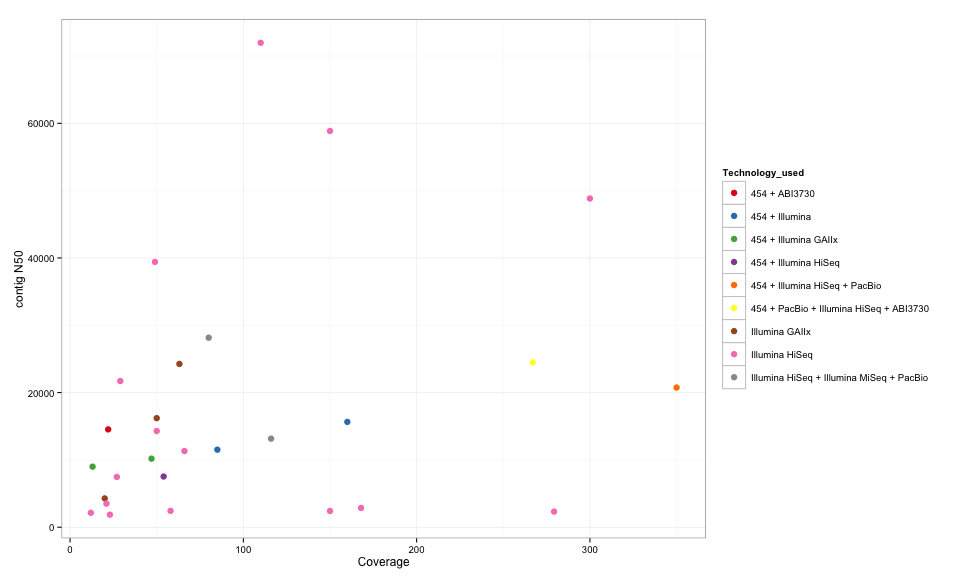 60000
40000
20000
0
contig N50
0
100
200
300
Coverage
Technology_used
454 + ABI3730
454 + Illumina
454 + Illumina GAIIx
454 + Illumina HiSeq
454 + Illumina HiSeq + PacBio
454 + PacBio + Illumina HiSeq + ABI3730
Illumina GAIIx
Illumina HiSeq
Illumina HiSeq + Illumina MiSeq + PacBio